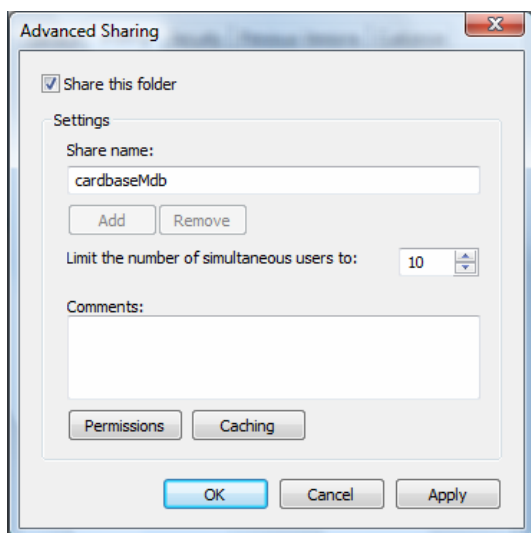 Advanced Sharing
Share this folder
Settings
Share name:
cardbaseMdb
Add Remove
Limit the number of simultaneous users to: 10
Comments:
Permissions Caching
OK Cancel Apply